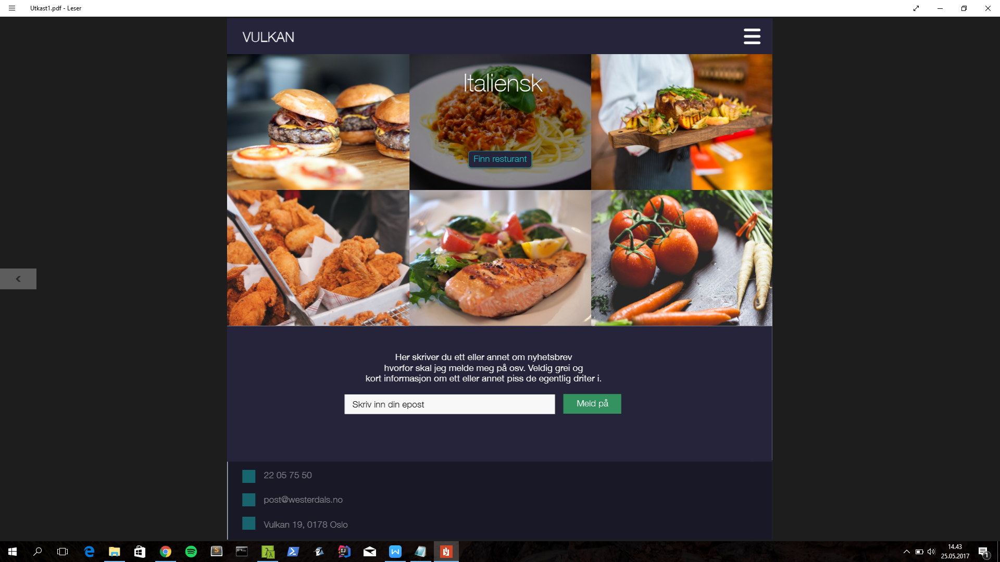 Utkast1.pdf - Leser
VULKAN
Italiensk
Finn resturant
Her skriver du ett eller annet om nyhetsbrev
hvorfor skal jeg melde meg på osv. Veldig grei og
kort informasjon om ett eller annet piss de egentlig driter i.
Skriv inn din epost
Meld på
22 05 75 50
post@westerdals.no
Vulkan 19, 0178 Oslo
14.43
25.05.2017
1